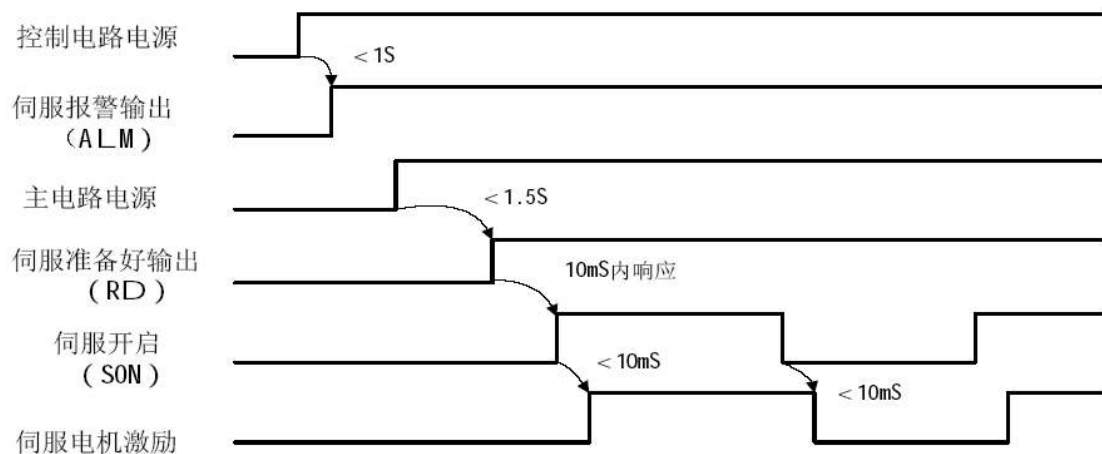 控制电路电源
<1S
伺服报警输出
(ALM)
主电路电源
<1.5S
伺服准备好输出
(RD)
10mS内响应
伺服开启
(SON)
<10mS
<10mS
伺服电机激励